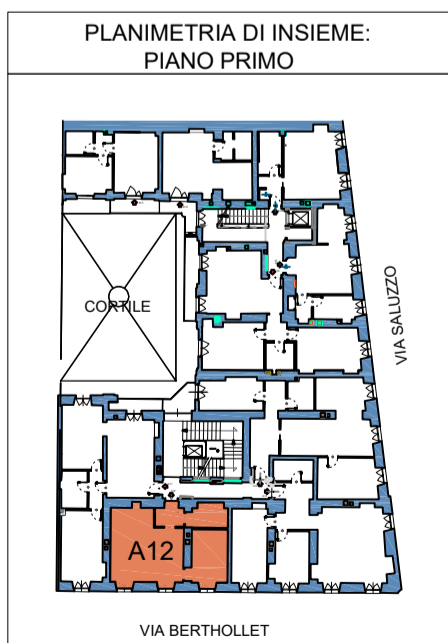 PLANIMETRIA DI INSIEME:
PIANO PRIMO
CORTILE
VIA SALUZZO
A12
VIA BERTHOLLET